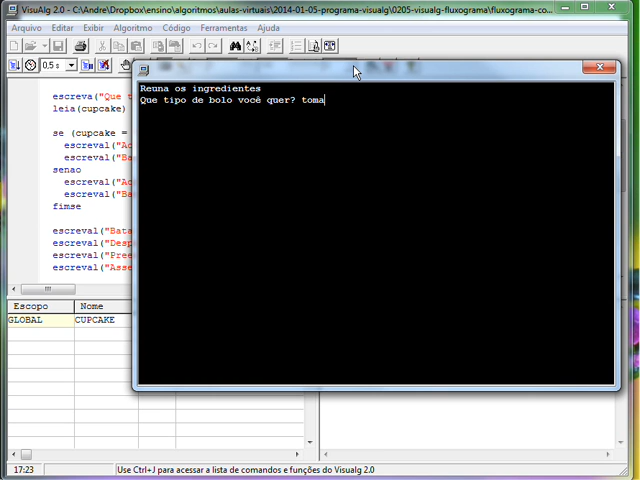 VisuAlg 2.0 - [C:\Andre\Dropbox\ensino\algoritmos\aulas-virtuais\2014-01-05-programa-visualg\0205-visualg-fluxograma\fluxograma-co...
Arquivo Editar Exibir Algoritmo Ferramentas Ajuda
0,5 s
escreva("Que t
leia(cupcake)
se (cupcake =
escreval("Ac
escreval("Ba
senao
escreval("Ac
escreval("Ba
fimse
escreval("Bata
escreval("Desp
escreval("Pree
escreval("Asse
Reuna os ingredientes
Que tipo de bolo você quer? toma
Escopo Nome
GLOBAL CUPCAKE
17:23 Use Ctrl+J para acessar a lista de comandos e funções do Visualg 2.0